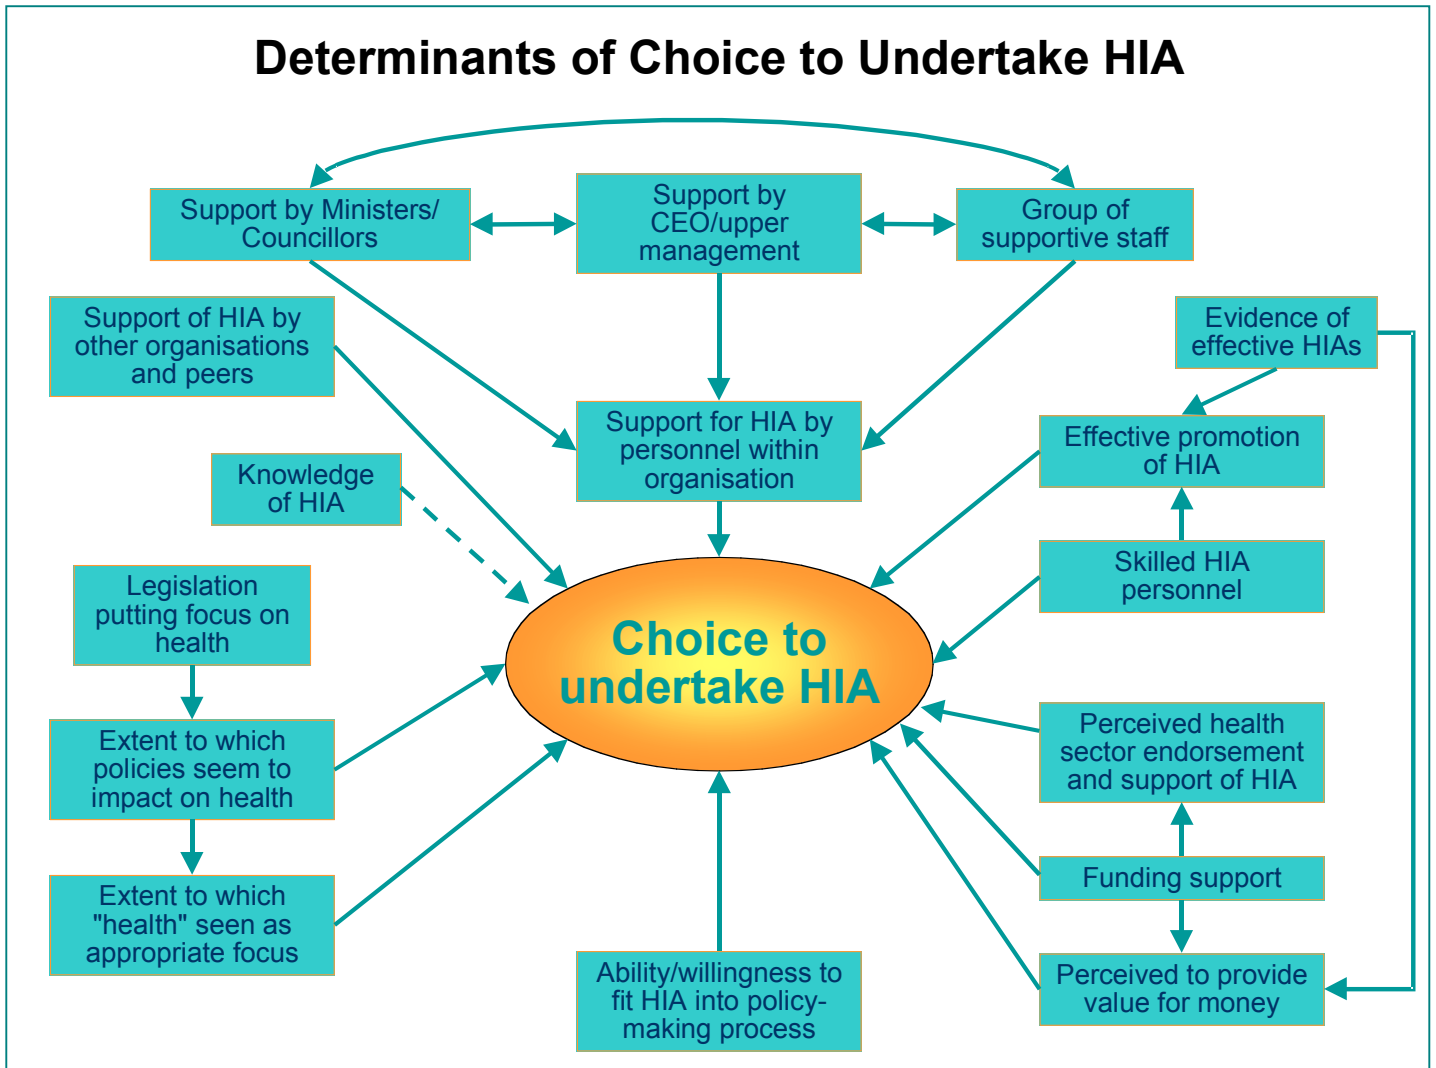 Determinants of Choice to Undertake HIA
Support by Ministers/
Councillors
Support by
CEO/upper
management
Group of
supportive staff
Support of HIA by
other organisations
and peers
Evidence of
effective HIAs
Support for HIA by
personnel within
organisation
Effective promotion
of HIA
Knowledge
of HIA
Skilled HIA
personnel
Legislation
putting focus on
health
Choice to
undertake HIA
Extent to which
policies seem to
impact on health
Perceived health
sector endorsement
and support of HIA
Extent to which
"health" seen as
appropriate focus
Funding support
Ability/willingness to
fit HIA into policy-
making process
Perceived to provide
value for money